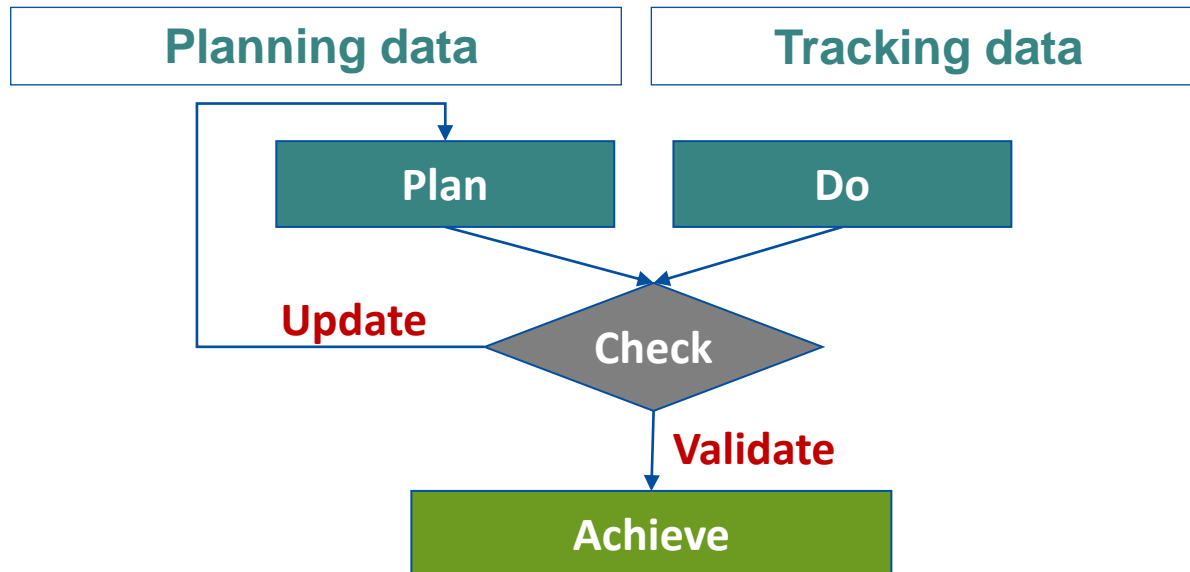 Planning data
Tracking data
Plan
Do
Update
Check
Validate
Achieve